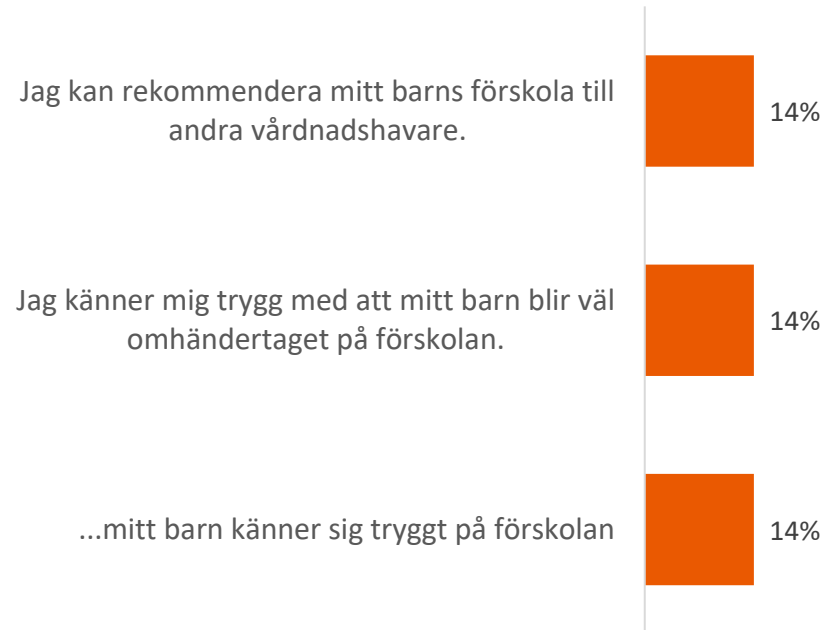 Jag kan rekommendera mitt barns förskola till
andra vårdnadshavare.
14%
Jag känner mig trygg med att mitt barn blir väl
omhändertaget på förskolan.
14%
...mitt barn känner sig tryggt på förskolan
14%